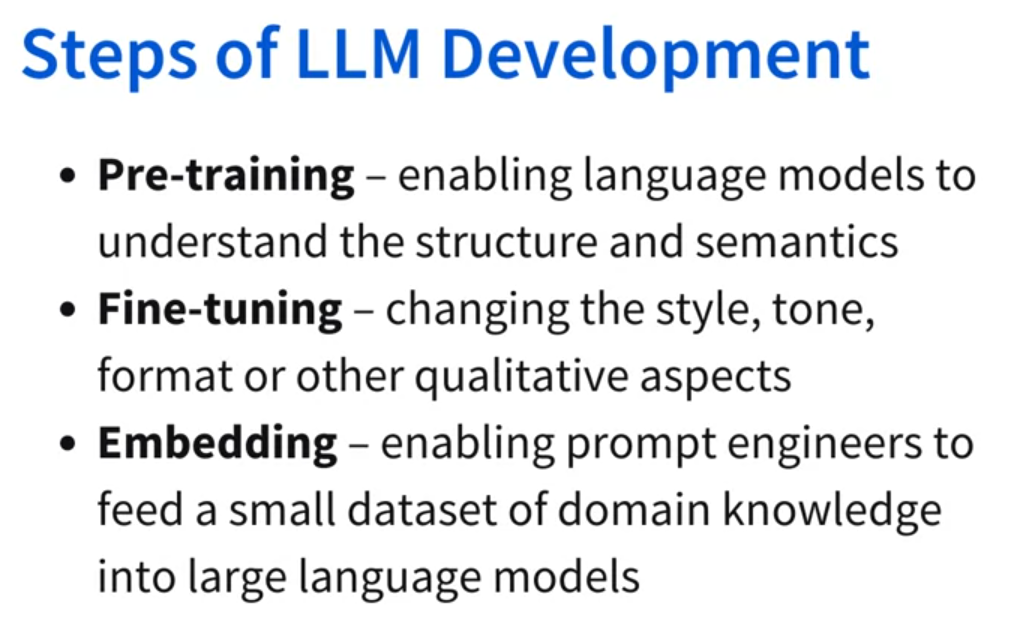 Steps of LLM Development
• Pre-training – enabling language models to
understand the structure and semantics
• Fine-tuning – changing the style, tone,
format or other qualitative aspects
• Embedding – enabling prompt engineers to
feed a small dataset of domain knowledge
into large language models